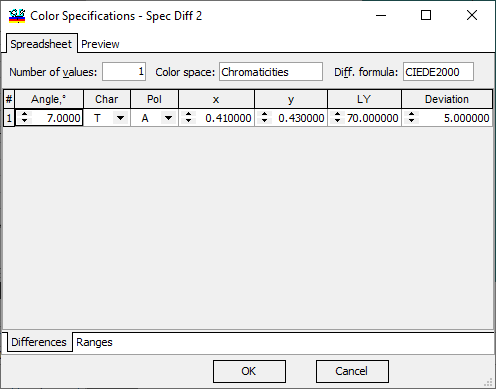 Color Specifications - Spec Diff 2
Spreadsheet Preview
Number of values: 1 Color space: Chromaticities Diff. formula: CIEDE2000
# Angle,° Char Pol x y LY Deviation
1 7.0000 T A 0.410000 0.430000 70.000000 5.000000
Differences Ranges
OK Cancel